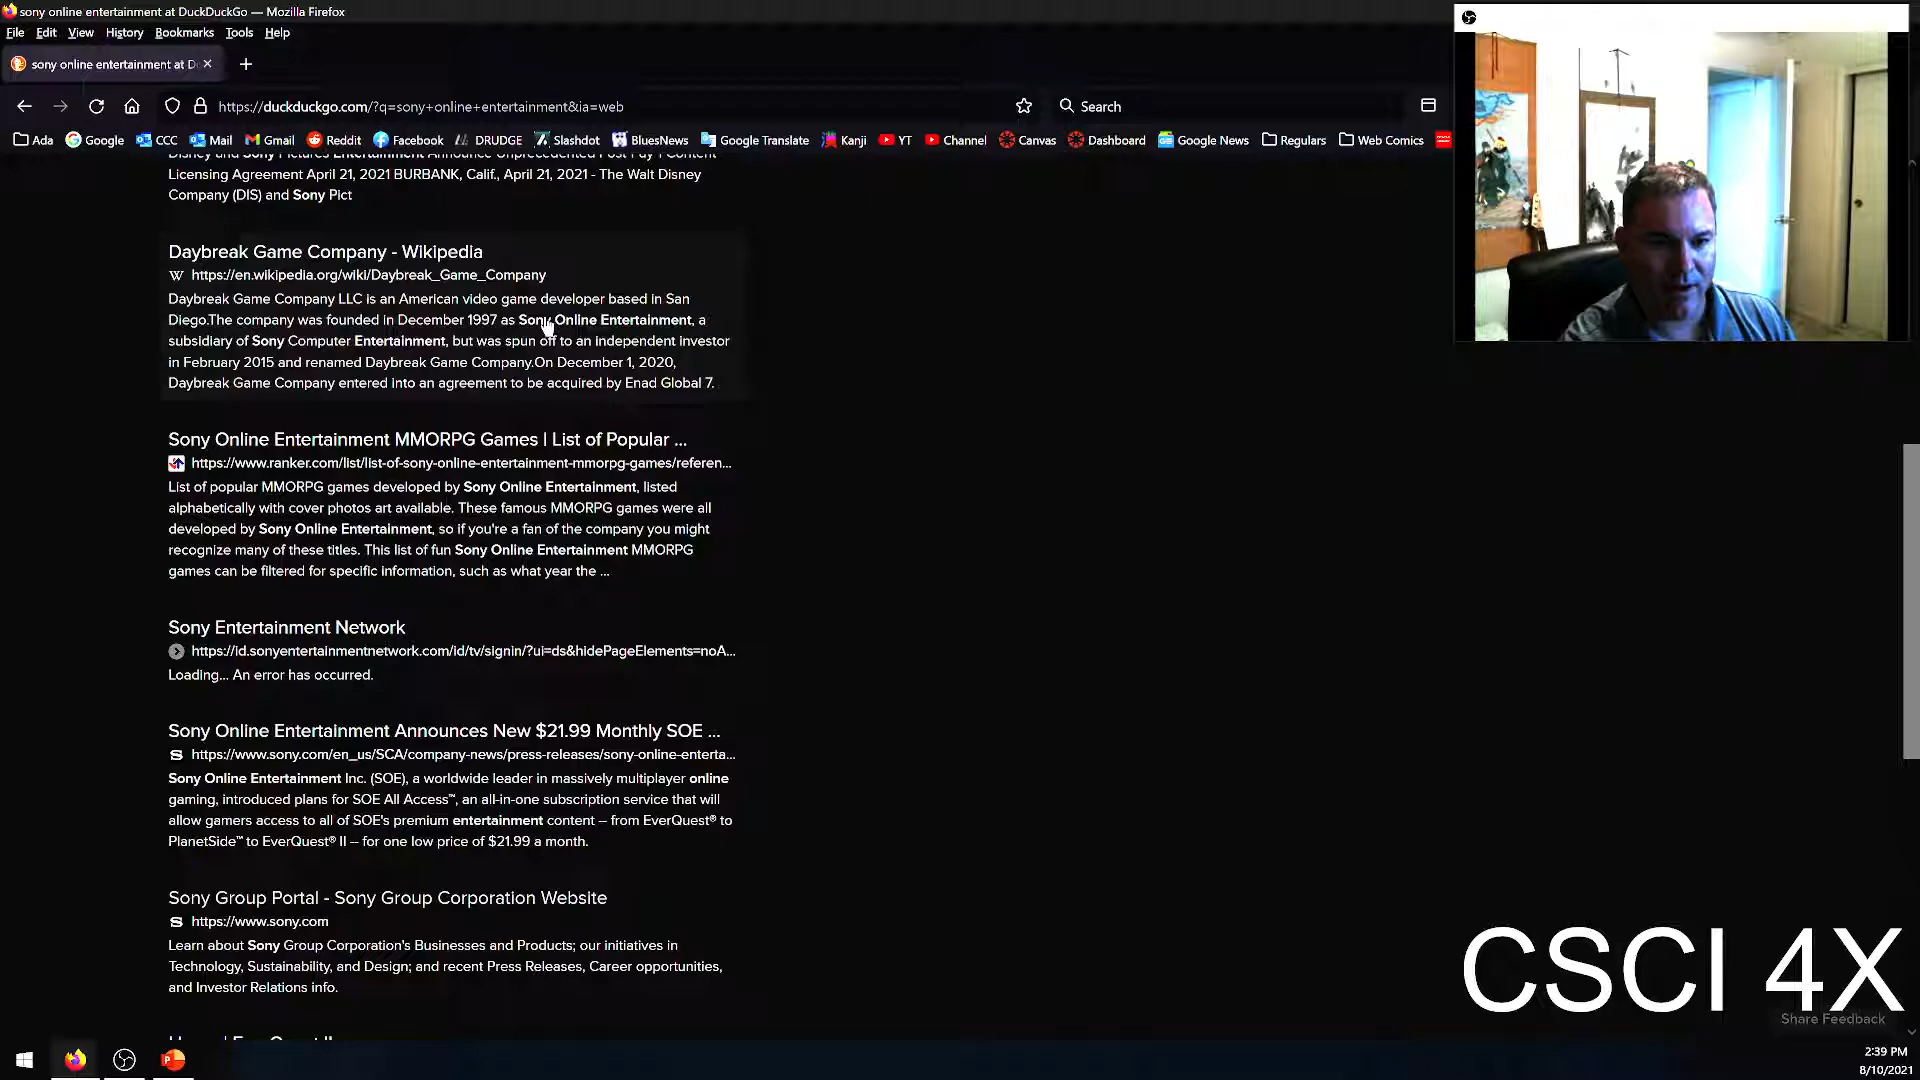 sony online entertainment at DuckDuckGo — Mozilla Firefox
File Edit View History Bookmarks Tools Help
sony online entertainment at D
https://duckduckgo.com/?q=sony+online+entertainment&ia=web
Search
Ada Google CCC Mail Gmail Reddit Facebook DRUDGE Slashdot BluesNews Google Translate Kanji YT Channel Canvas Dashboard Google News Regulars Web Comics
Disney and Sony Pictures Entertainment Announce Unprecedented Post Pay 1 Content
Licensing Agreement April 21, 2021 BURBANK, Calif., April 21, 2021 - The Walt Disney
Company (DIS) and Sony Pict
Daybreak Game Company - Wikipedia
https://en.wikipedia.org/wiki/Daybreak_Game_Company
Daybreak Game Company LLC is an American video game developer based in San
Diego.The company was founded in December 1997 as Sony Online Entertainment, a
subsidiary of Sony Computer Entertainment, but was spun off to an independent investor
in February 2015 and renamed Daybreak Game Company.On December 1, 2020,
Daybreak Game Company entered into an agreement to be acquired by Enad Global 7.
Sony Online Entertainment MMORPG Games | List of Popular ...
https://www.ranker.com/list/list-of-sony-online-entertainment-mmorpg-games/referen...
List of popular MMORPG games developed by Sony Online Entertainment, listed
alphabetically with cover photos art available. These famous MMORPG games were all
developed by Sony Online Entertainment, so if you're a fan of the company you might
recognize many of these titles. This list of fun Sony Online Entertainment MMORPG
games can be filtered for specific information, such as what year the ...
Sony Entertainment Network
https://id.sonyentertainmentnetwork.com/id/tv/signin/?ui=ds&hidePageElements=noA...
Loading... An error has occurred.
Sony Online Entertainment Announces New $21.99 Monthly SOE ...
https://www.sony.com/en_us/SCA/company-news/press-releases/sony-online-enterta...
Sony Online Entertainment Inc. (SOE), a worldwide leader in massively multiplayer online
gaming, introduced plans for SOE All Access™, an all-in-one subscription service that will
allow gamers access to all of SOE's premium entertainment content -- from EverQuest® to
PlanetSide™ to EverQuest® II -- for one low price of $21.99 a month.
Sony Group Portal - Sony Group Corporation Website
https://www.sony.com
Learn about Sony Group Corporation's Businesses and Products; our initiatives in
Technology, Sustainability, and Design; and recent Press Releases, Career opportunities,
and Investor Relations info.
CSCI 4X
Share Feedback
2:39 PM
8/10/2021